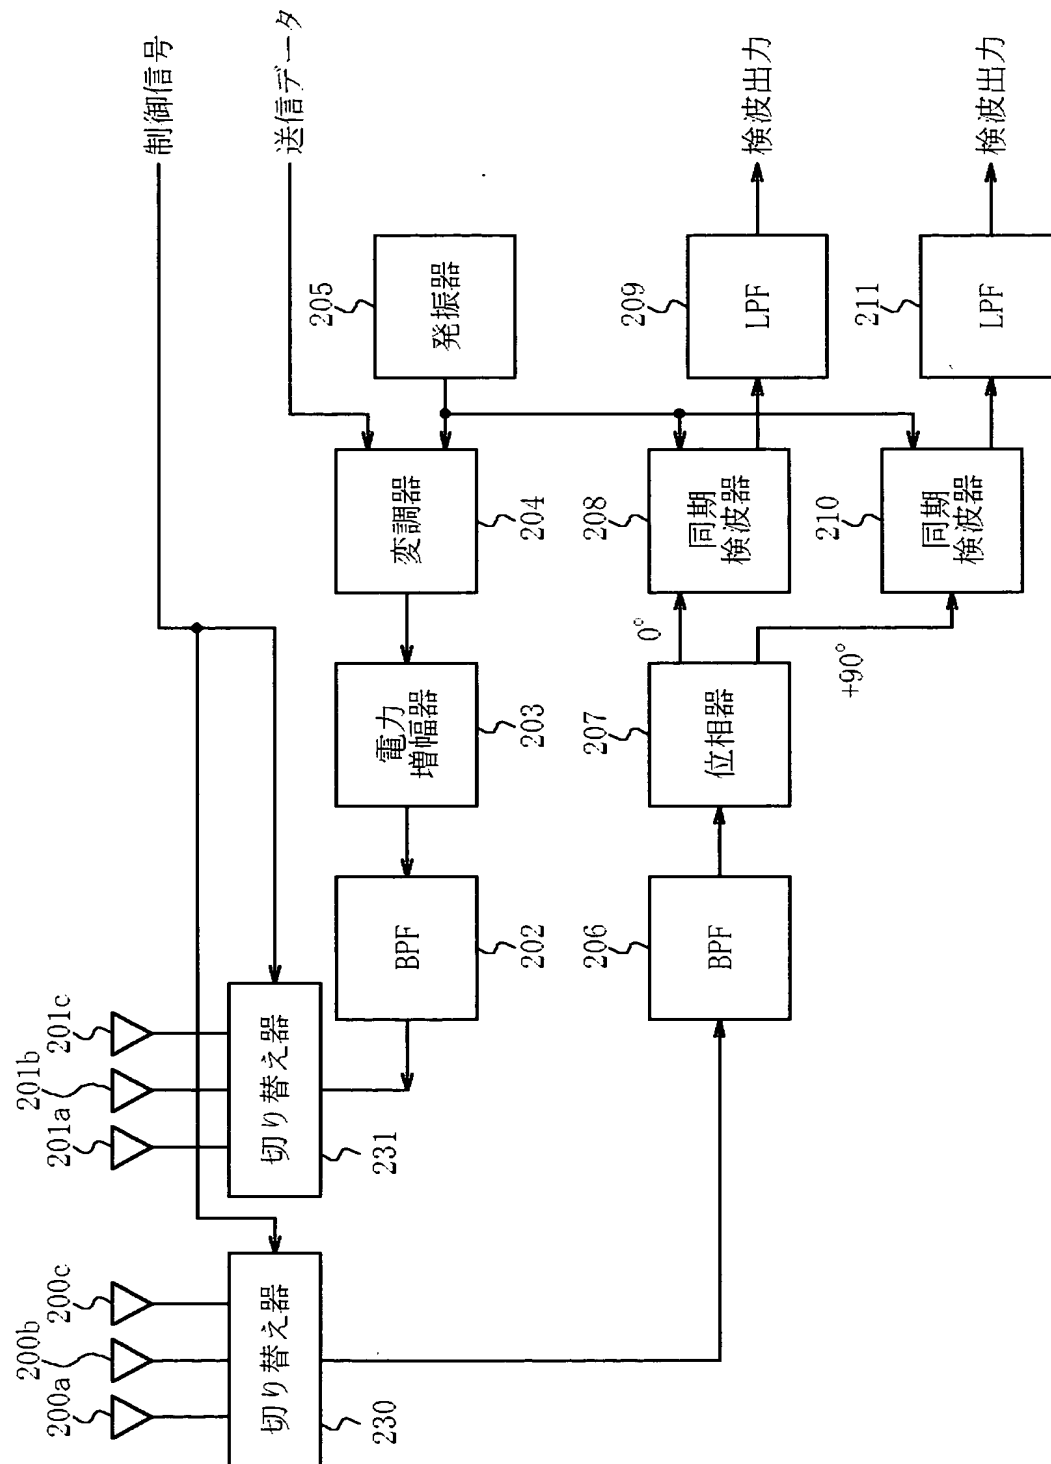 制御信号
送信データ
205
発振器
検波出力
209
LPF
検波出力
211
LPF
変調器
204
208
同期
検波器
210
同期
検波器
電力
増幅器
203
0°
+90°
207
位相器
BPF
202
206
BPF
201c
201b
201a
切り替え器
231
200c
200b
200a
切り替え器
230